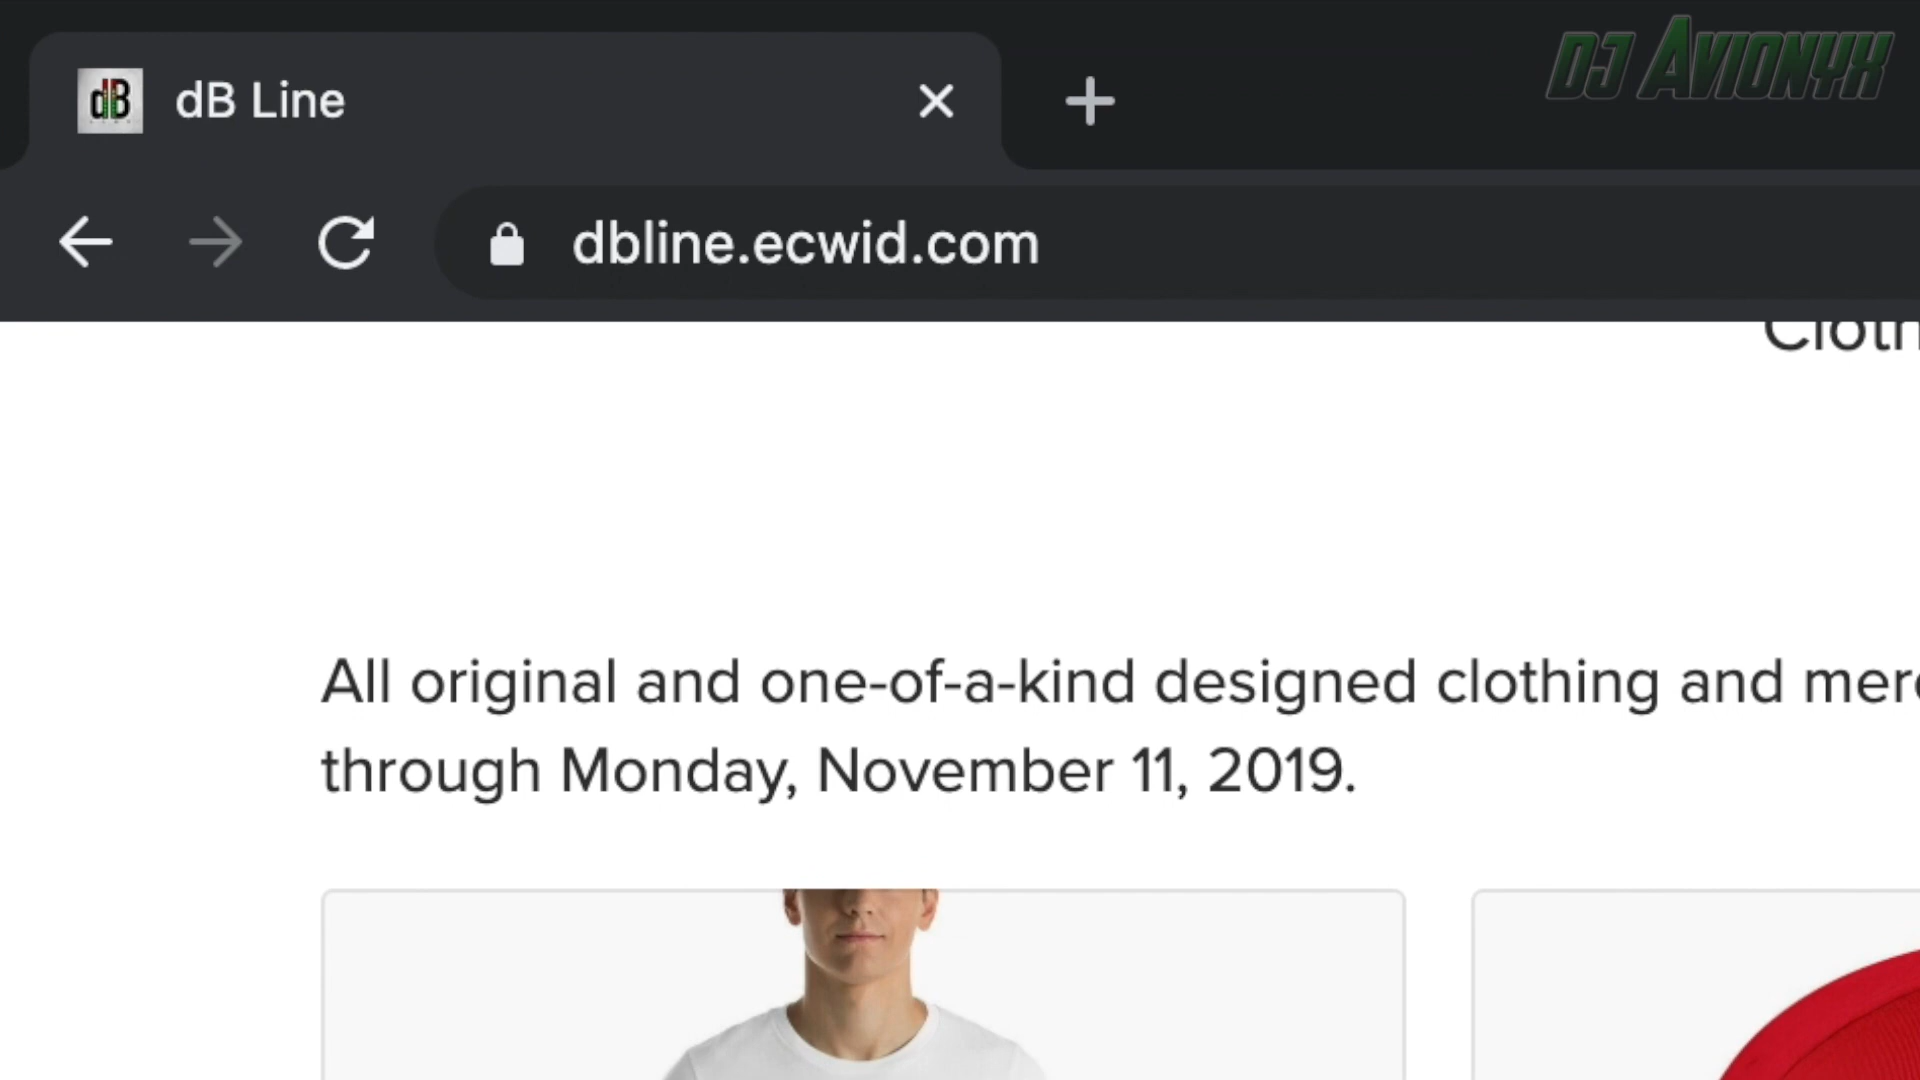 DJ AVIONYX
dB
dB Line
dbline.ecwid.com
All original and one-of-a-kind designed clothing and
through Monday, November 11, 2019.